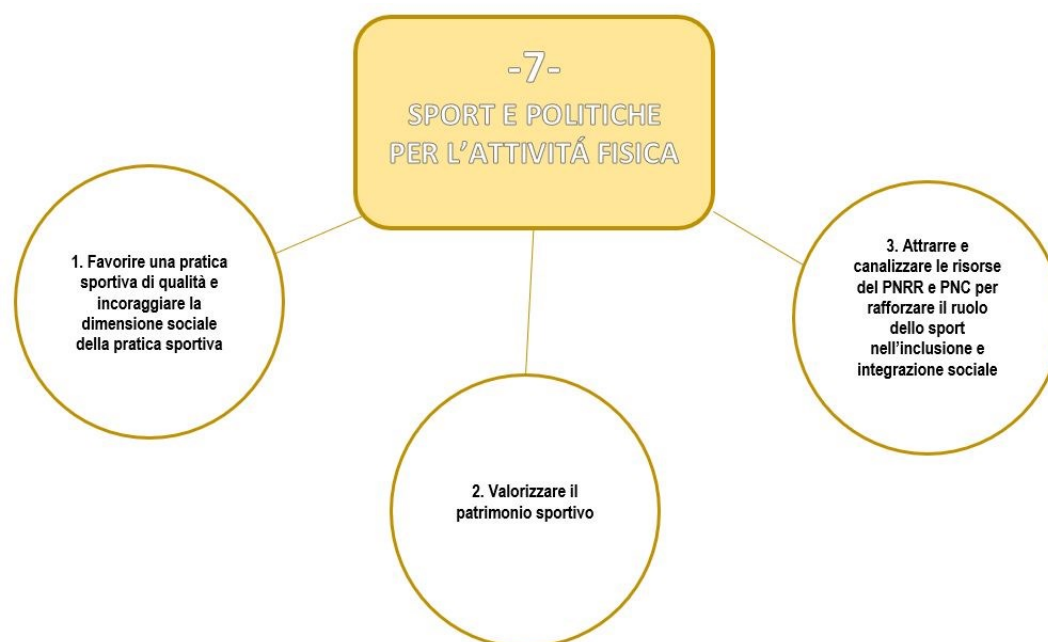 -7-
SPORT E POLITICHE
PER L'ATTIVITÁ FISICA
1. Favorire una pratica
sportiva di qualità e
incoraggiare la
dimensione sociale
della pratica sportiva
2. Valorizzare il
patrimonio sportivo
3. Attrarre e
canalizzare le risorse
del PNRR e PNC per
rafforzare il ruolo
dello sport
nell'inclusione e
integrazione sociale